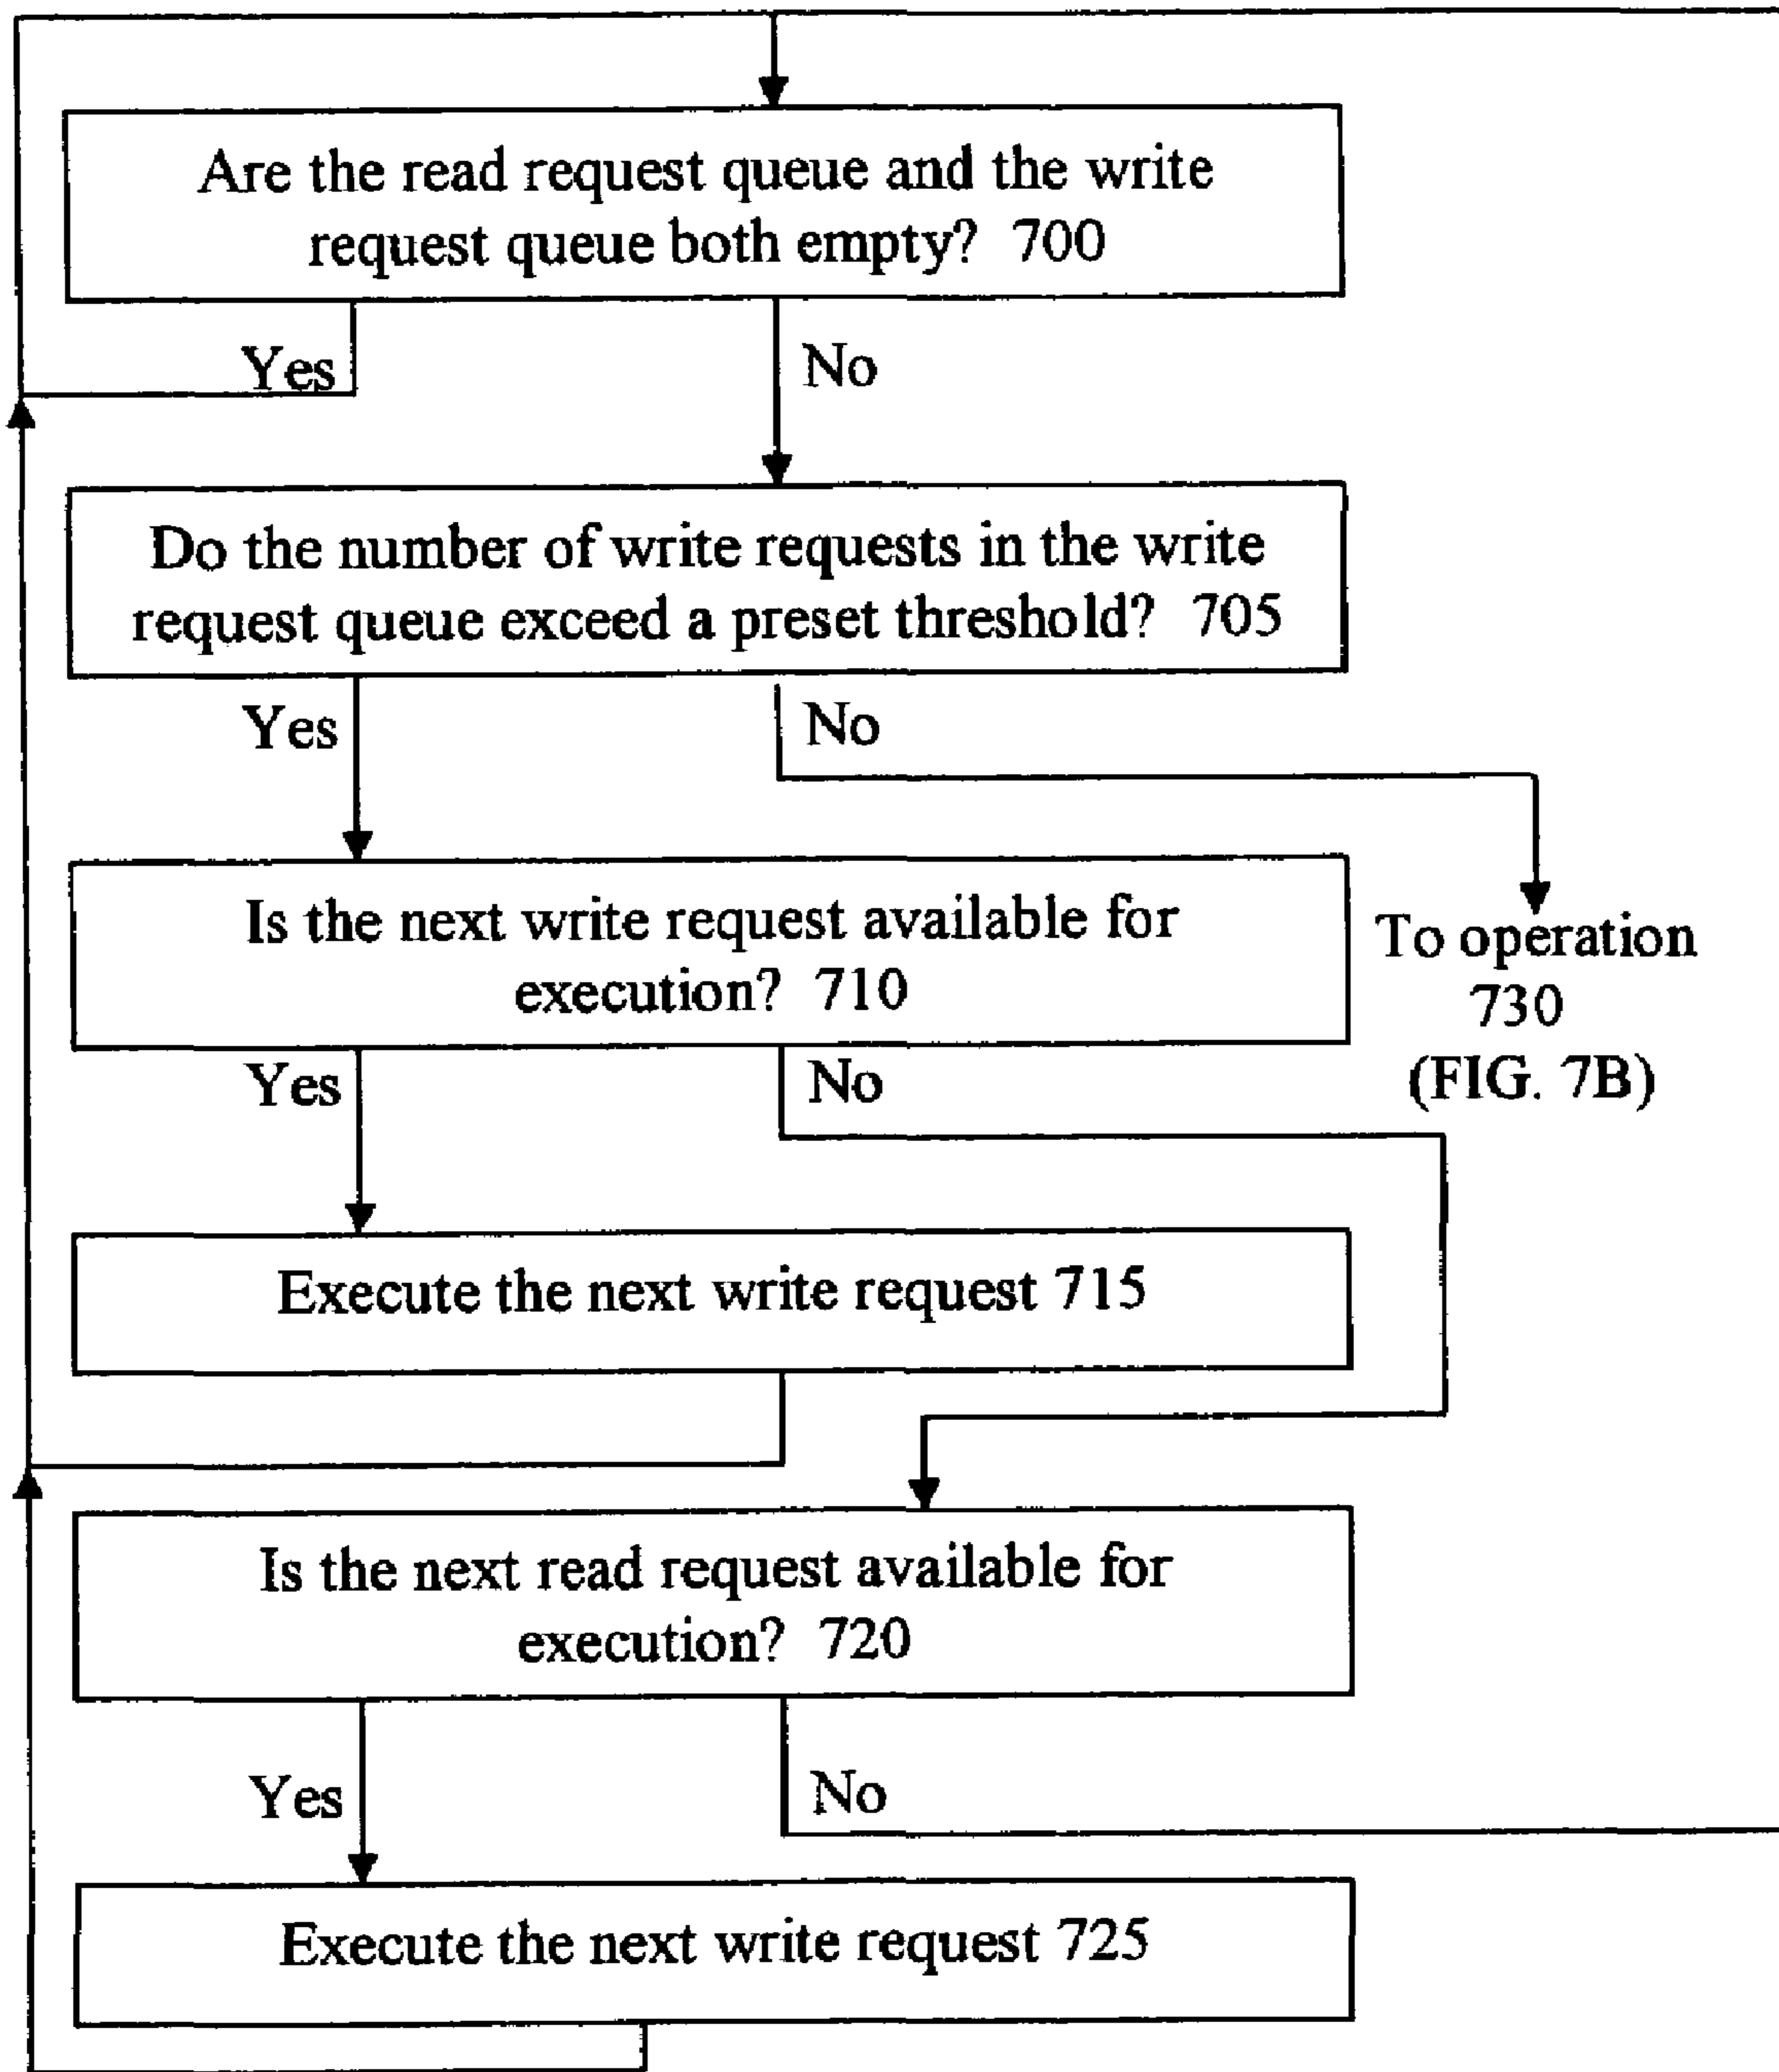 Are the read request queue and the write
request queue both empty? 700
Yes
No
Do the number of write requests in the write
request queue exceed a preset threshold? 705
Yes
No
Is the next write request available for
execution? 710
To operation
730
(FIG. 7B)
Yes
No
Execute the next write request 715
Is the next read request available for
execution? 720
Yes
No
Execute the next write request 725